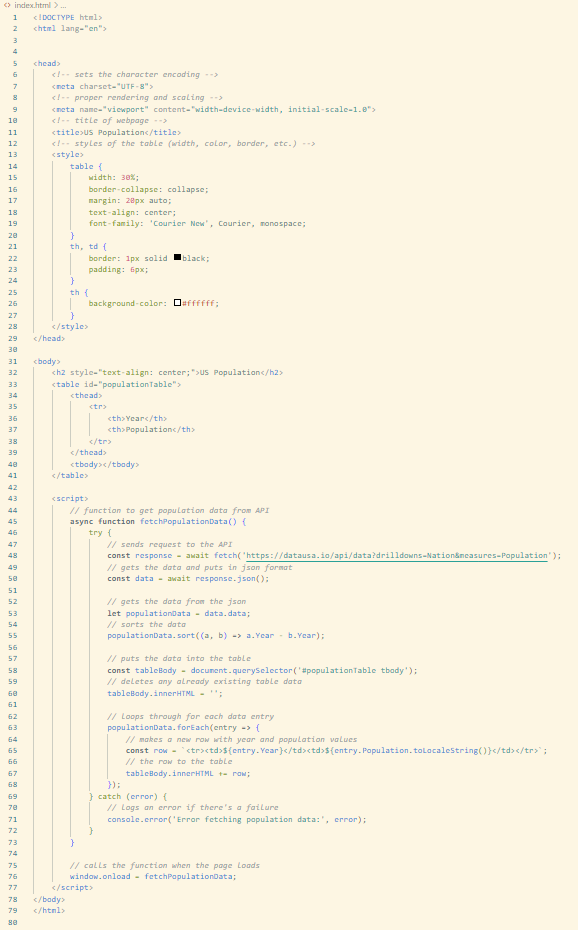 index.html > ...
1 <!DOCTYPE html>
2 <html lang="en">
3
4
5 <head>
6 <!-- sets the character encoding -->
7 <meta charset="UTF-8">
8 <!-- proper rendering and scaling -->
9 <meta name="viewport" content="width=device-width, initial-scale=1.0">
10 <!-- title of webpage -->
11 <title>US Population</title>
12 <!-- styles of the table (width, color, border, etc.) -->
13 <style>
14 table {
15 width: 30%;
16 border-collapse: collapse;
17 margin: 20px auto;
18 text-align: center;
19 font-family: 'Courier New', Courier, monospace;
20 }
21 th, td {
22 border: 1px solid black;
23 padding: 6px;
24 }
25 th {
26 background-color: #ffffff;
27 }
28 </style>
29 </head>
30
31 <body>
32 <h2 style="text-align: center;">US Population</h2>
33 <table id="populationTable">
34 <thead>
35 <tr>
36 <th>Year</th>
37 <th>Population</th>
38 </tr>
39 </thead>
40 <tbody></tbody>
41 </table>
42
43 <script>
44 // function to get population data from API
45 async function fetchPopulationData() {
46 try {
47 // sends request to the API
48 const response = await fetch('https://datausa.io/api/data?drilldowns=Nation&measures=Population');
49 // gets the data and puts in json format
50 const data = await response.json();
51
52 // gets the data from the json
53 let populationData = data.data;
54 // sorts the data
55 populationData.sort((a, b) => a.Year - b.Year);
56
57 // puts the data into the table
58 const tableBody = document.querySelector('#populationTable tbody');
59 // deletes any already existing table data
60 tableBody.innerHTML = '';
61
62 // loops through for each data entry
63 populationData.forEach(entry => {
64 // makes a new row with year and population values
65 const row = `<tr><td>${entry.Year}</td><td>${entry.Population.toLocaleString()}</td></tr>`;
66 // the row to the table
67 tableBody.innerHTML += row;
68 });
69 } catch (error) {
70 // logs an error if there's a failure
71 console.error('Error fetching population data:', error);
72 }
73 }
74
75 // calls the function when the page loads
76 window.onload = fetchPopulationData;
77 </script>
78 </body>
79 </html>
80